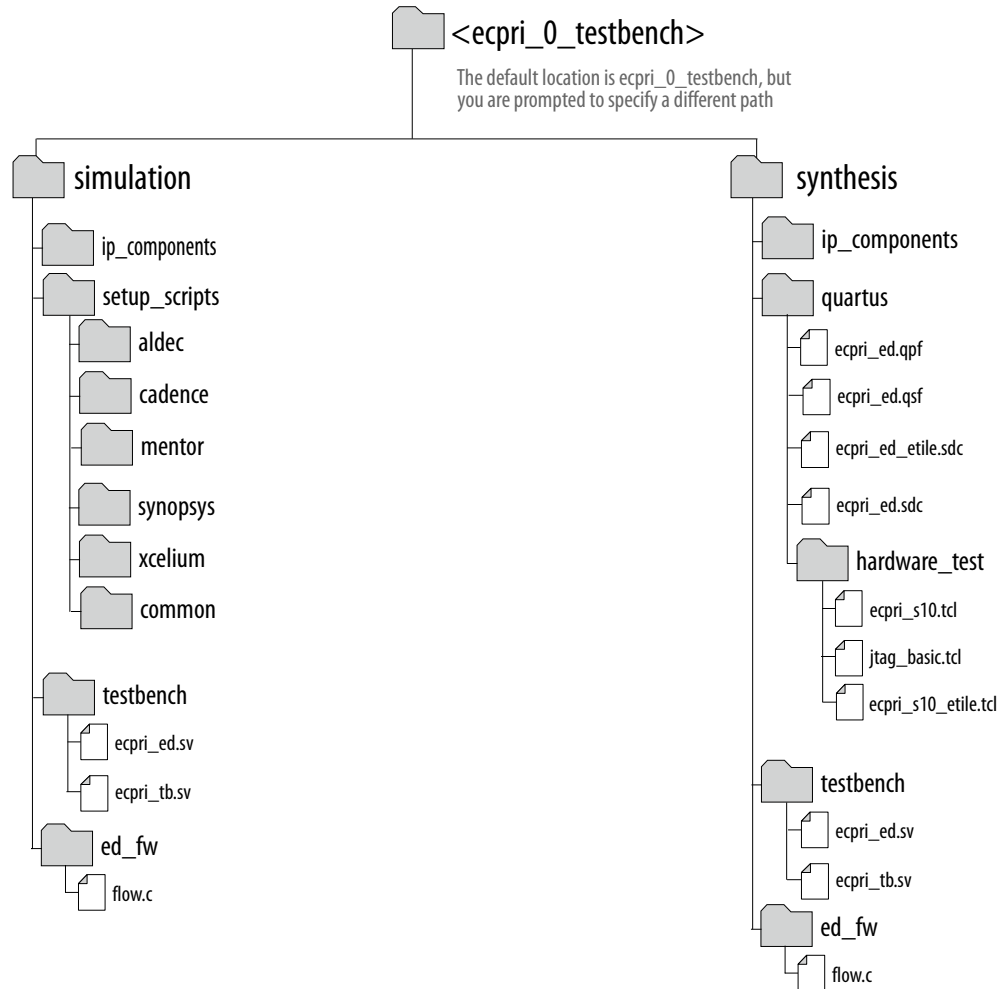 <ecpri_0_testbench>
The default location is ecpri_0_testbench, but
you are prompted to specify a different path
simulation
ip_components
setup_scripts
aldec
cadence
mentor
synopsys
xcelium
common
testbench
ecpri_ed.sv
ecpri_tb.sv
ed_fw
flow.c
synthesis
ip_components
quartus
ecpri_ed.qpf
ecpri_ed.qsf
ecpri_ed_etile.sdc
ecpri_ed.sdc
hardware_test
ecpri_s10.tcl
jtag_basic.tcl
ecpri_s10_etile.tcl
testbench
ecpri_ed.sv
ecpri_tb.sv
ed_fw
flow.c